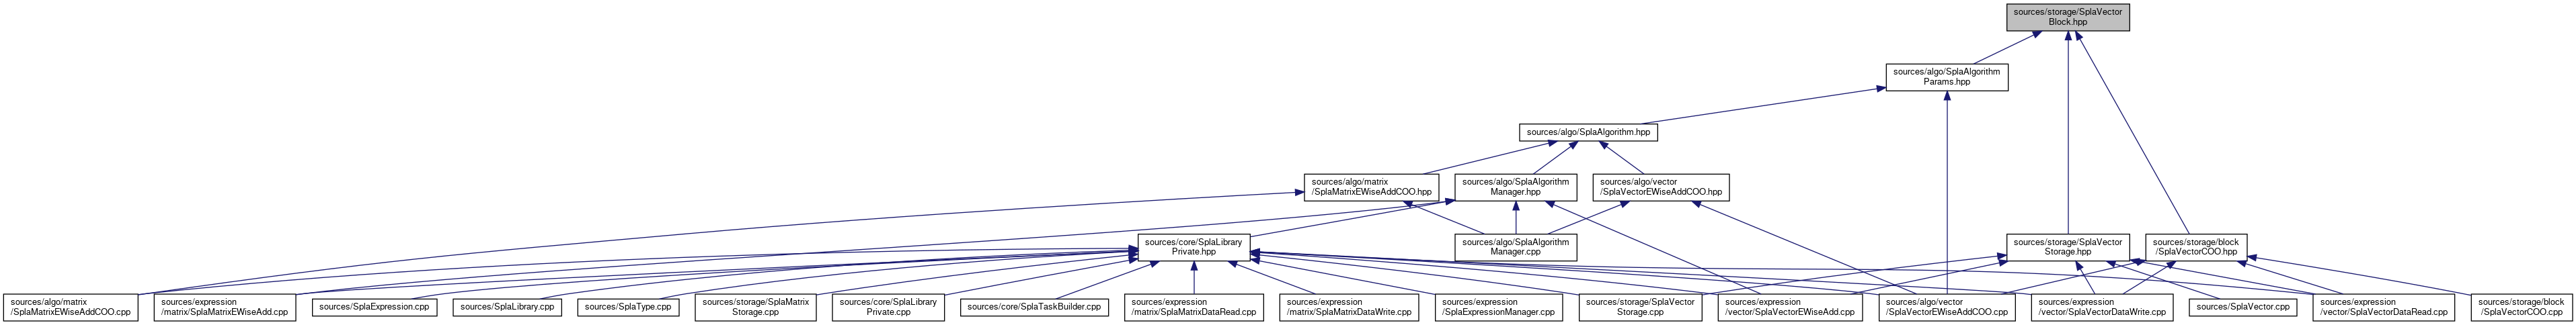 sources/storage/SplaVector
Block.hpp
sources/algo/SplaAlgorithm
Params.hpp
sources/algo/SplaAlgorithm.hpp
sources/algo/matrix
/SplaMatrixEWiseAddCOO.hpp
sources/algo/SplaAlgorithm
Manager.hpp
sources/algo/vector
/SplaVectorEWiseAddCOO.hpp
sources/core/SplaLibrary
Private.hpp
sources/algo/SplaAlgorithm
Manager.cpp
sources/storage/SplaVector
Storage.hpp
sources/storage/block
/SplaVectorCOO.hpp
sources/algo/matrix
/SplaMatrixEWiseAddCOO.cpp
sources/expression
/matrix/SplaMatrixEWiseAdd.cpp
sources/SplaExpression.cpp
sources/SplaLibrary.cpp
sources/SplaType.cpp
sources/storage/SplaMatrix
Storage.cpp
sources/core/SplaLibrary
Private.cpp
sources/core/SplaTaskBuilder.cpp
sources/expression
/matrix/SplaMatrixDataRead.cpp
sources/expression
/matrix/SplaMatrixDataWrite.cpp
sources/expression
/SplaExpressionManager.cpp
sources/storage/SplaVector
Storage.cpp
sources/expression
/vector/SplaVectorEWiseAdd.cpp
sources/algo/vector
/SplaVectorEWiseAddCOO.cpp
sources/expression
/vector/SplaVectorDataWrite.cpp
sources/SplaVector.cpp
sources/expression
/vector/SplaVectorDataRead.cpp
sources/storage/block
/SplaVectorCOO.cpp